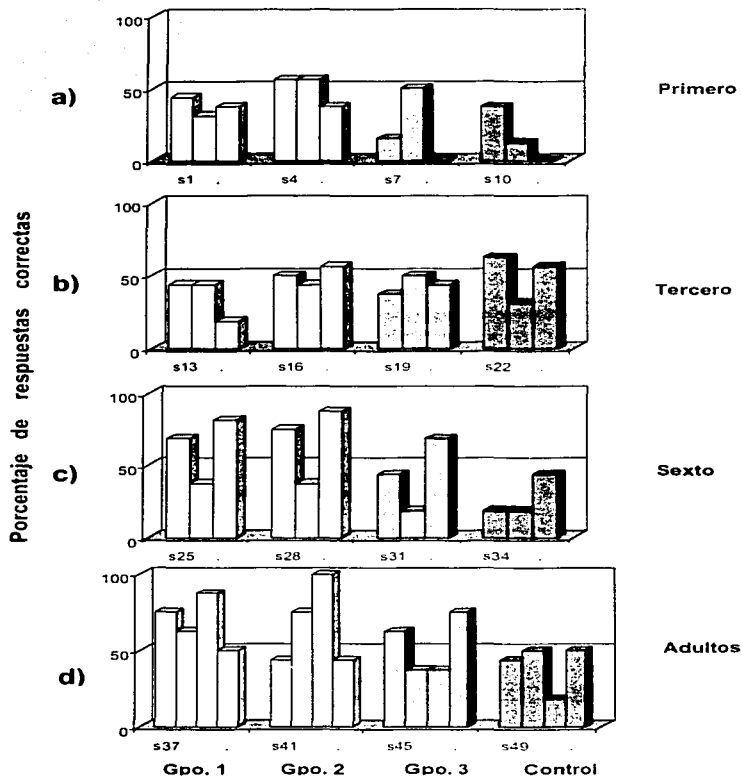 Porcentaje de respuestas correctas
100
a)
50
0
s1 . s4 . s7 . s10 .
Primero
100
b)
50
0
s13 . s16 . s19 . s22 .
Tercero
100
c)
50
0
s25 . s28 . s31 . s34 .
Sexto
100
50
d)
0
s37 . s41 . s45 . s49 .
Adultos
Gpo. 1 Gpo. 2 Gpo. 3 Control